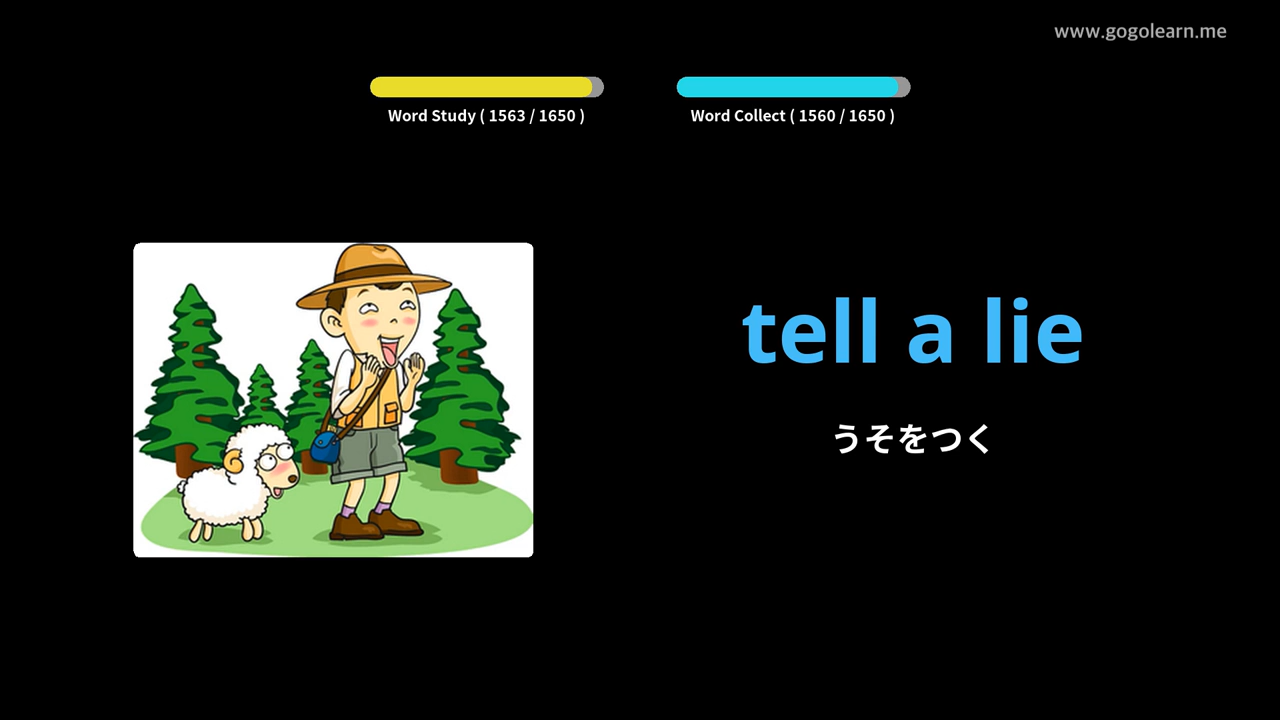 www.gogolearn.me
Word Study ( 1563 / 1650 )
Word Collect ( 1560 / 1650 )
tell a lie
うそをつく